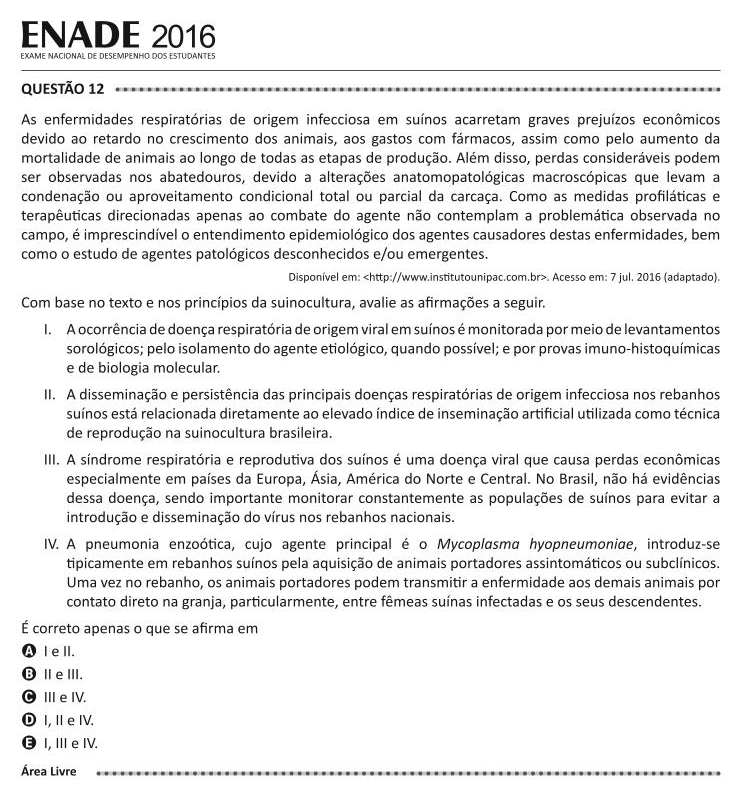 ENADE 2016
EXAME NACIONAL DE DESEMPENHO DOS ESTUDANTES
QUESTÃO 12
As enfermidades respiratórias de origem infecciosa em suínos acarretam graves prejuízos econômicos
devido ao retardo no crescimento dos animais, aos gastos com fármacos, assim como pelo aumento da
mortalidade de animais ao longo de todas as etapas de produção. Além disso, perdas consideráveis podem
ser observadas nos abatedouros, devido a alterações anatomopatológicas macroscópicas que levam a
condenação ou aproveitamento condicional total ou parcial da carcaça. Como as medidas profiláticas e
terapêuticas direcionadas apenas ao combate do agente não contemplam a problemática observada no
campo, é imprescindível o entendimento epidemiológico dos agentes causadores destas enfermidades, bem
como o estudo de agentes patológicos desconhecidos e/ou emergentes.
Disponível em: <http://www.institutounipac.com.br>. Acesso em: 7 jul. 2016 (adaptado).
Com base no texto e nos princípios da suinocultura, avalie as afirmações a seguir.
I. A ocorrência de doença respiratória de origem viral em suínos é monitorada por meio de levantamentos
sorológicos; pelo isolamento do agente etiológico, quando possível; e por provas imuno-histoquímicas
e de biologia molecular.
II. A disseminação e persistência das principais doenças respiratórias de origem infecciosa nos rebanhos
suínos está relacionada diretamente ao elevado índice de inseminação artificial utilizada como técnica
de reprodução na suinocultura brasileira.
III. A síndrome respiratória e reprodutiva dos suínos é uma doença viral que causa perdas econômicas
especialmente em países da Europa, Ásia, América do Norte e Central. No Brasil, não há evidências
dessa doença, sendo importante monitorar constantemente as populações de suínos para evitar a
introdução e disseminação do vírus nos rebanhos nacionais.
IV. A pneumonia enzoótica, cujo agente principal é o Mycoplasma hyopneumoniae, introduz-se
tipicamente em rebanhos suínos pela aquisição de animais portadores assintomáticos ou subclínicos.
Uma vez no rebanho, os animais portadores podem transmitir a enfermidade aos demais animais por
contato direto na granja, particularmente, entre fêmeas suínas infectadas e os seus descendentes.
É correto apenas o que se afirma em
A I e II.
B II e III.
C III e IV.
D I, II e IV.
E I, III e IV.
Área Livre